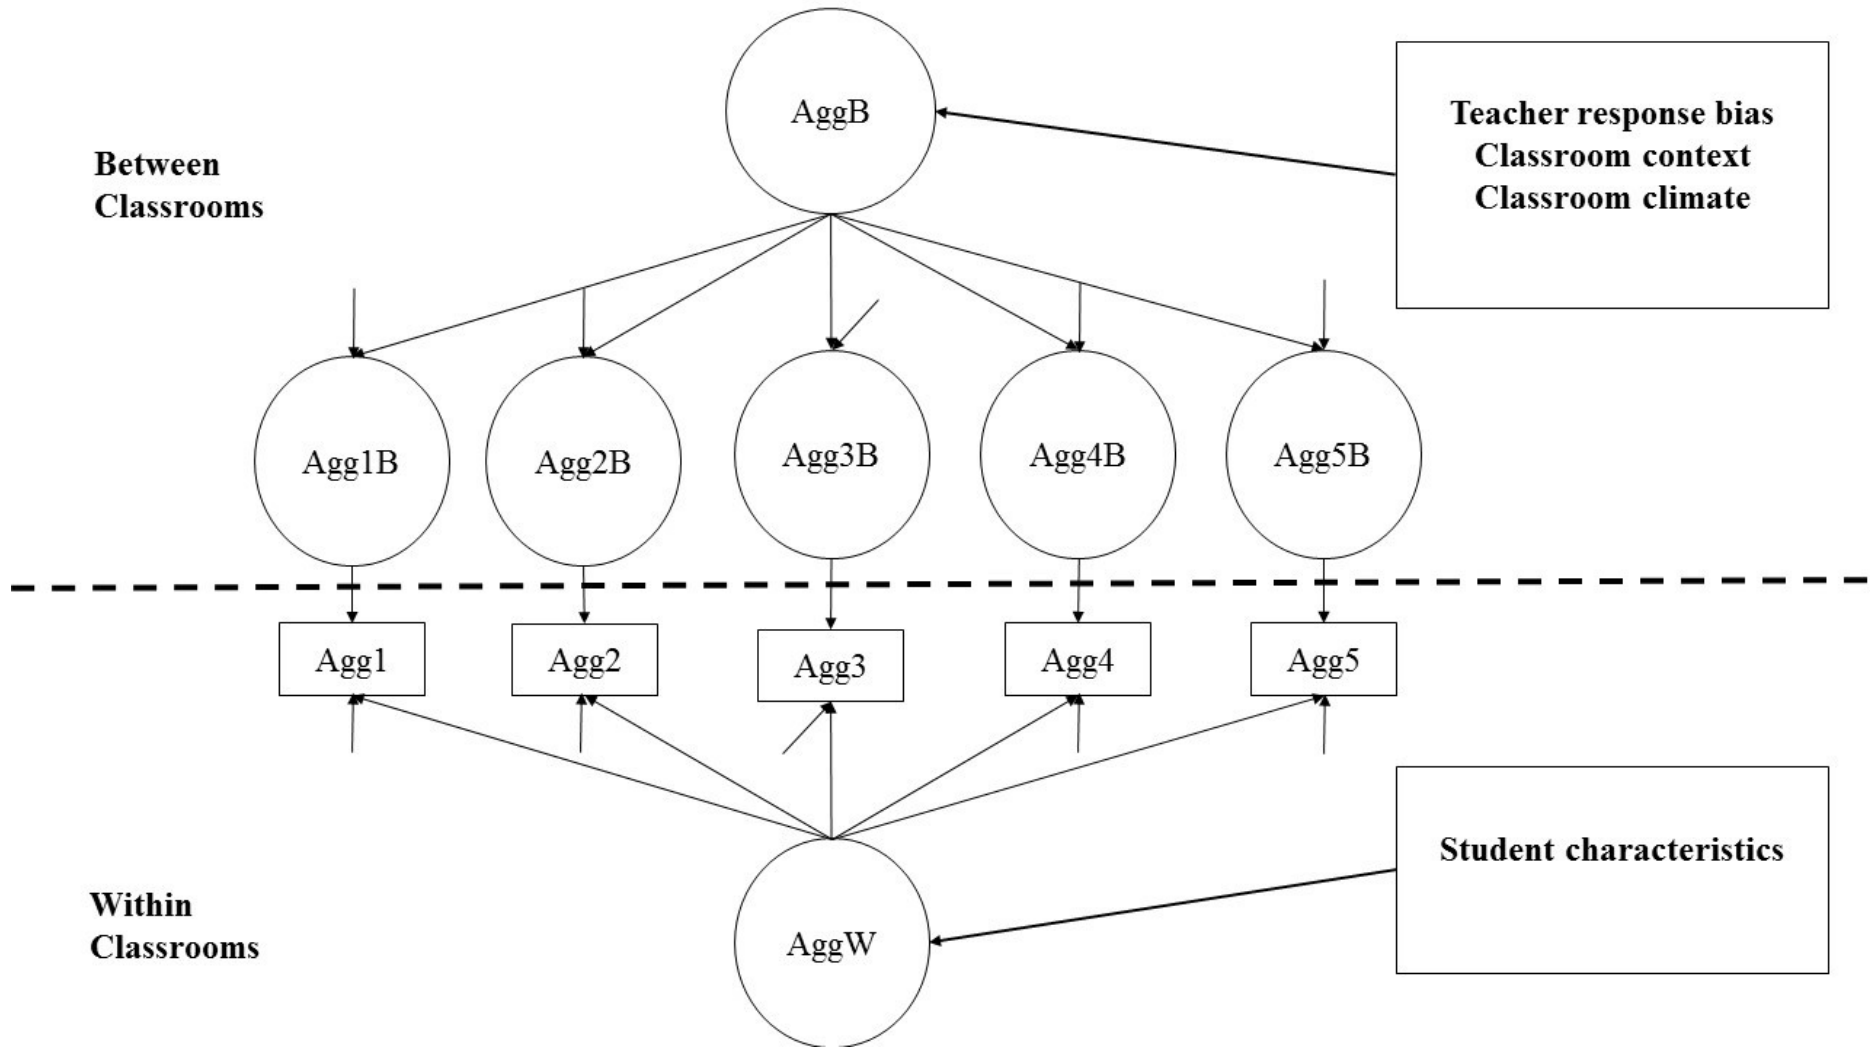 AggB
Teacher response bias
Classroom context
Classroom climate
Between
Classrooms
Agg1B
Agg2B
Agg3B
Agg4B
Agg5B
Agg1
Agg2
Agg3
Agg4
Agg5
Student characteristics
Within
Classrooms
AggW